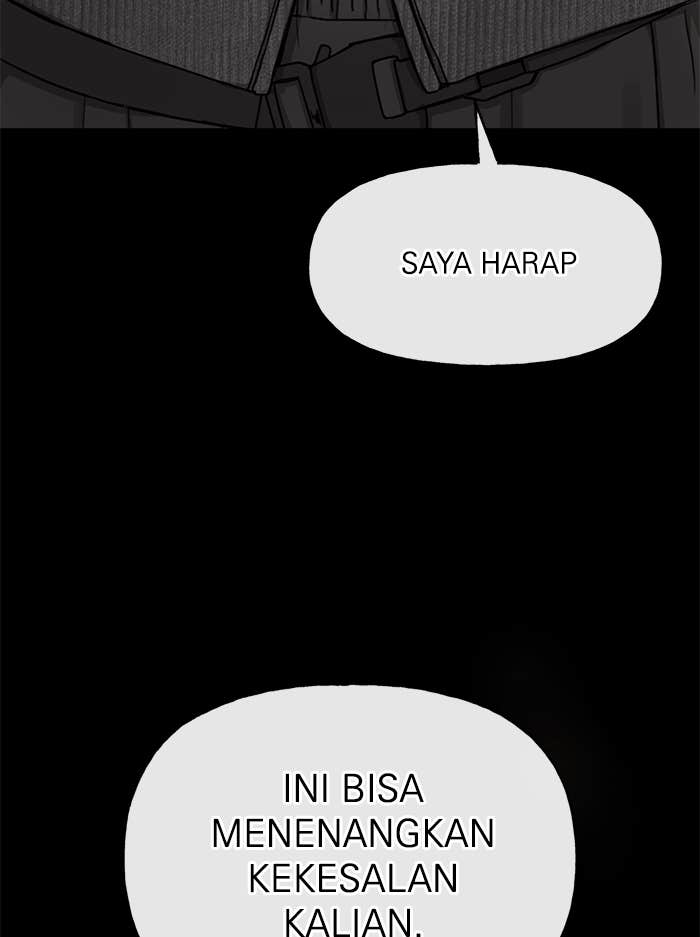 SAYA HARAP
INI BISA
MENENANGKAN
KEKESALAN
KALIAN.